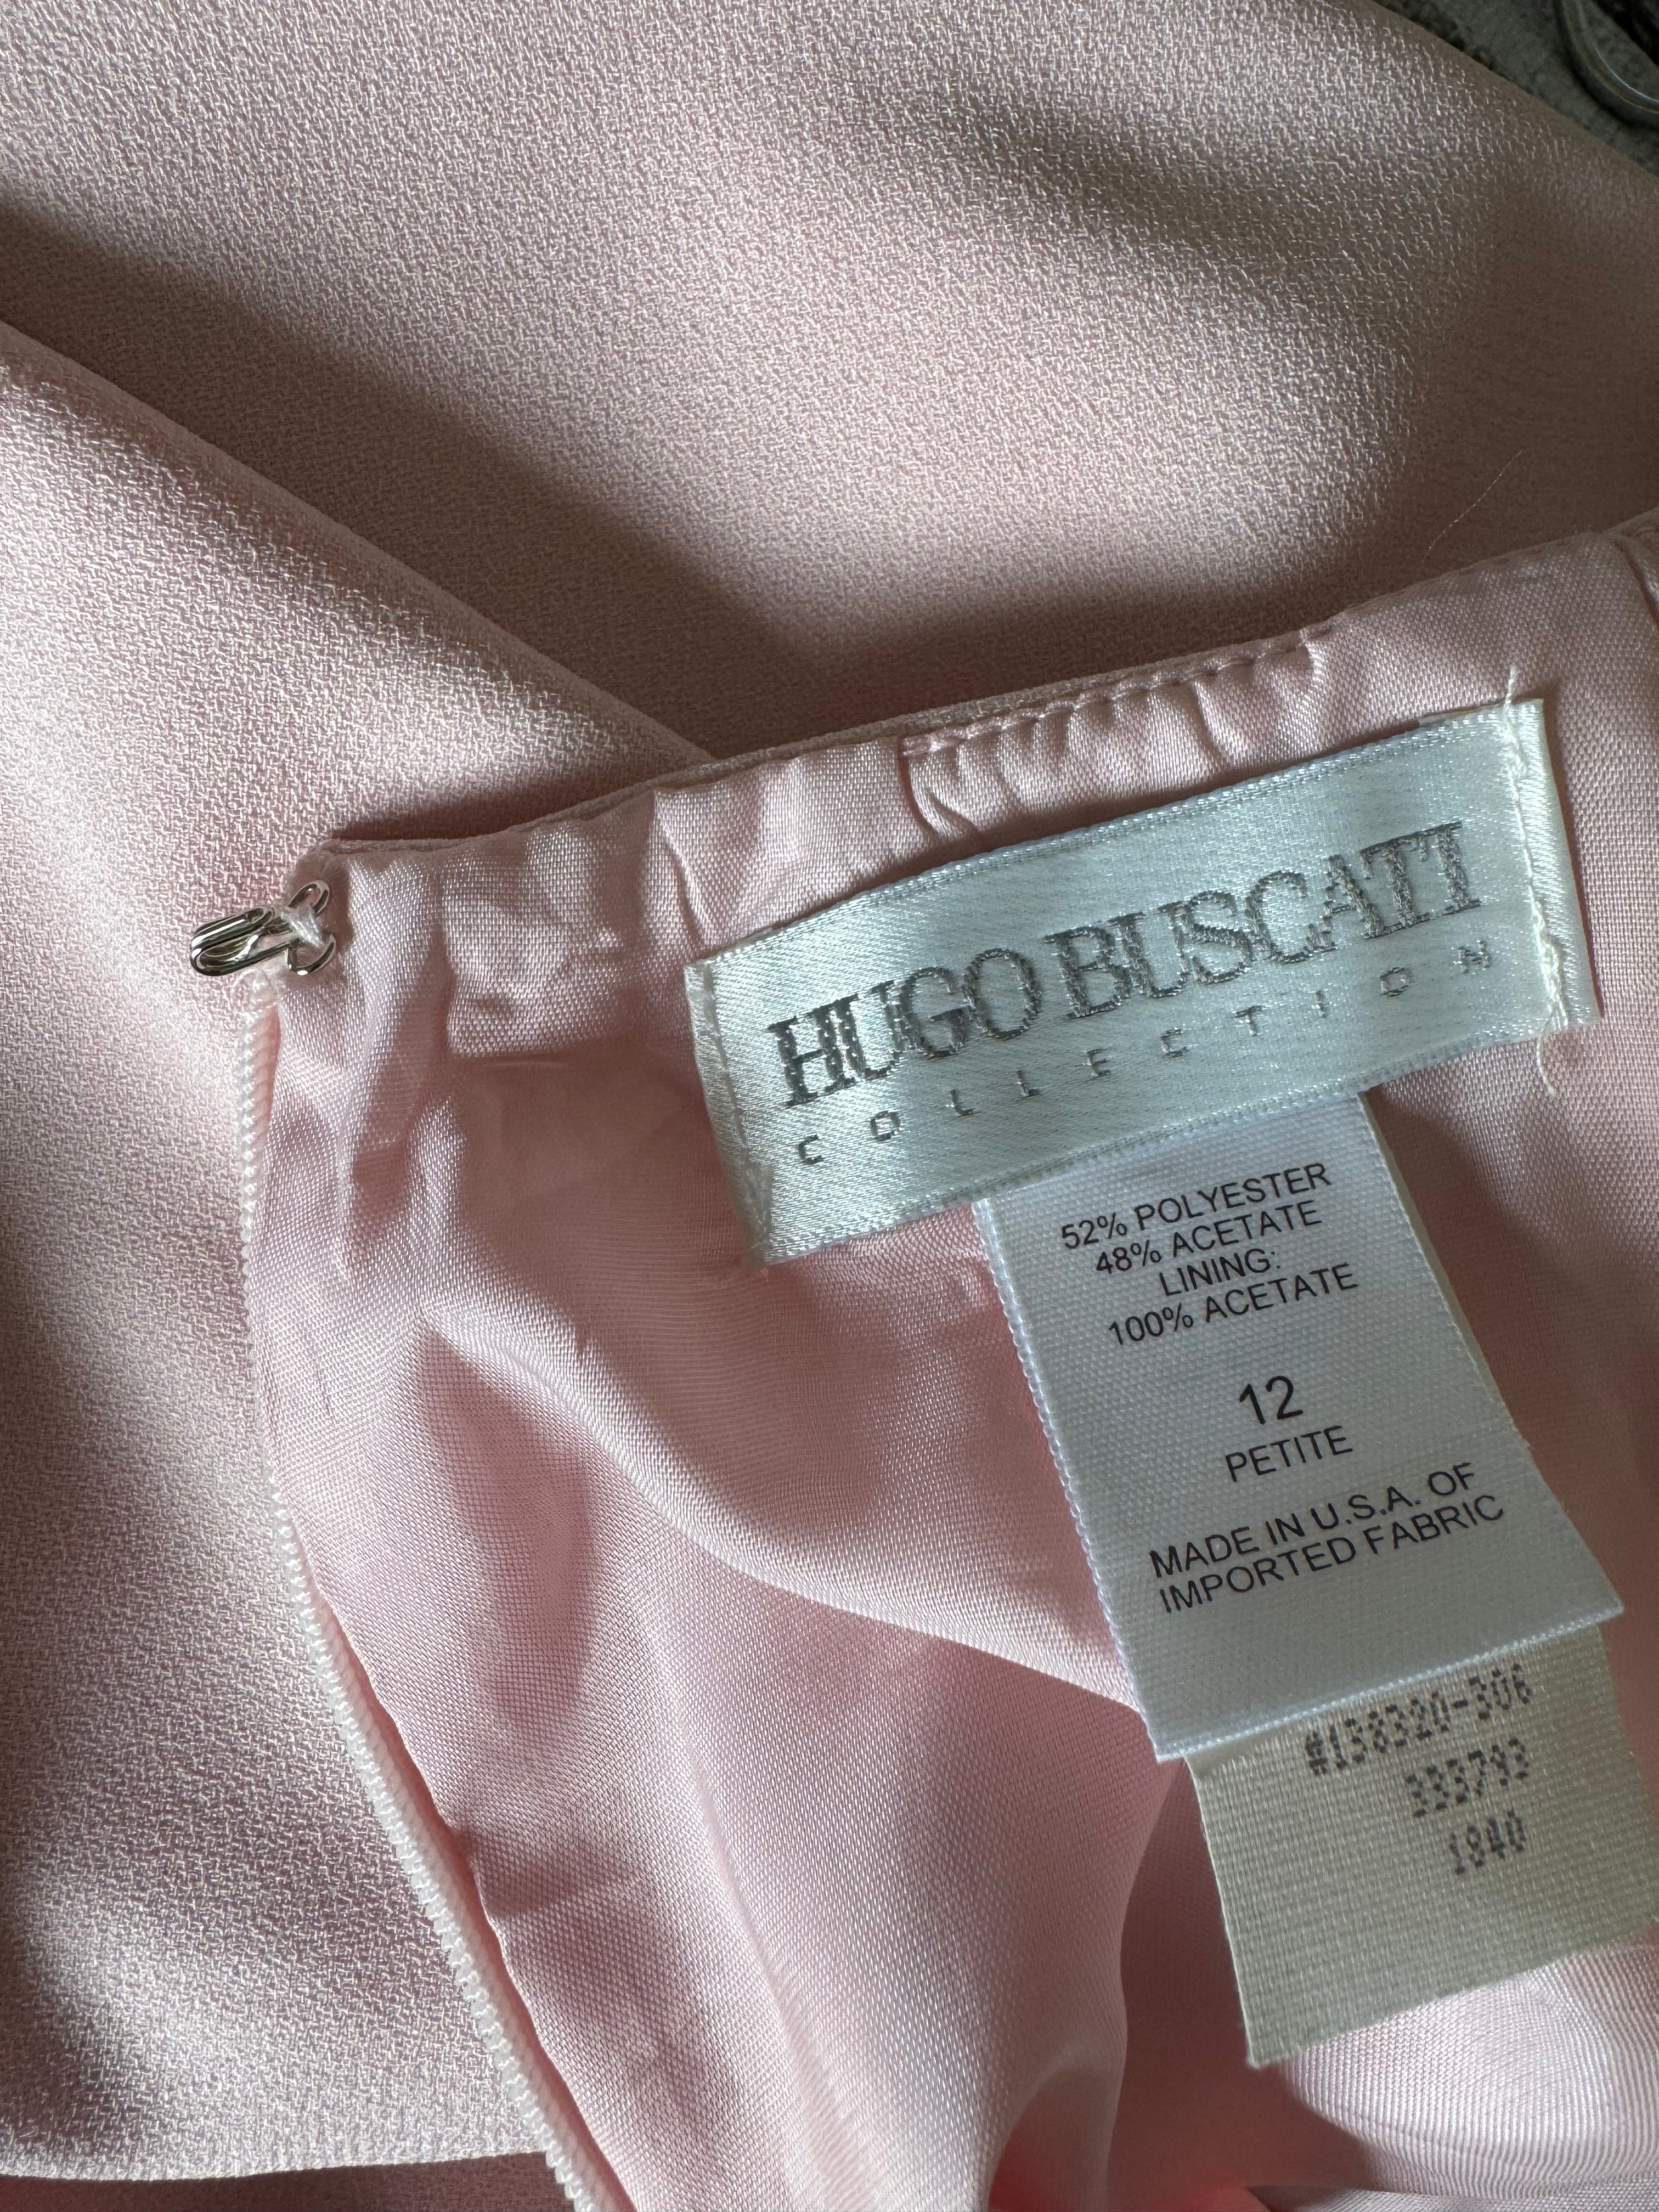 HUGO BUSCATI
COLLECTION
52% POLYESTER
48% ACETATE
LINING:
100% ACETATE
12
PETITE
MADE IN U.S.A. OF
IMPORTED FABRIC
#138320-306
333793
1840